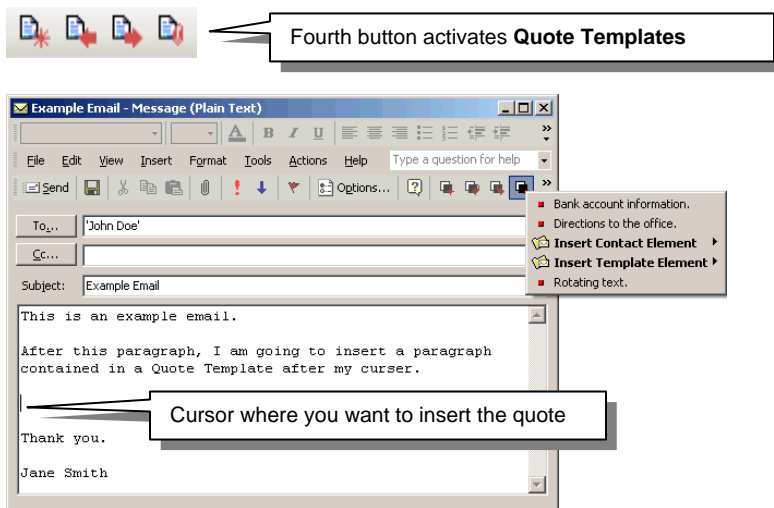 Fourth button activates Quote Templates
Example Email - Message (Plain Text)
A B I U
File Edit View Insert Format Tools Actions Help Type a question for help
Send Options...
Bank account information.
Directions to the office.
Insert Contact Element
Insert Template Element
Rotating text.
To... 'John Doe'
Cc...
Subject: Example Email
This is an example email.
After this paragraph, I am going to insert a paragraph
contained in a Quote Template after my curser.
Cursor where you want to insert the quote
Thank you.
Jane Smith